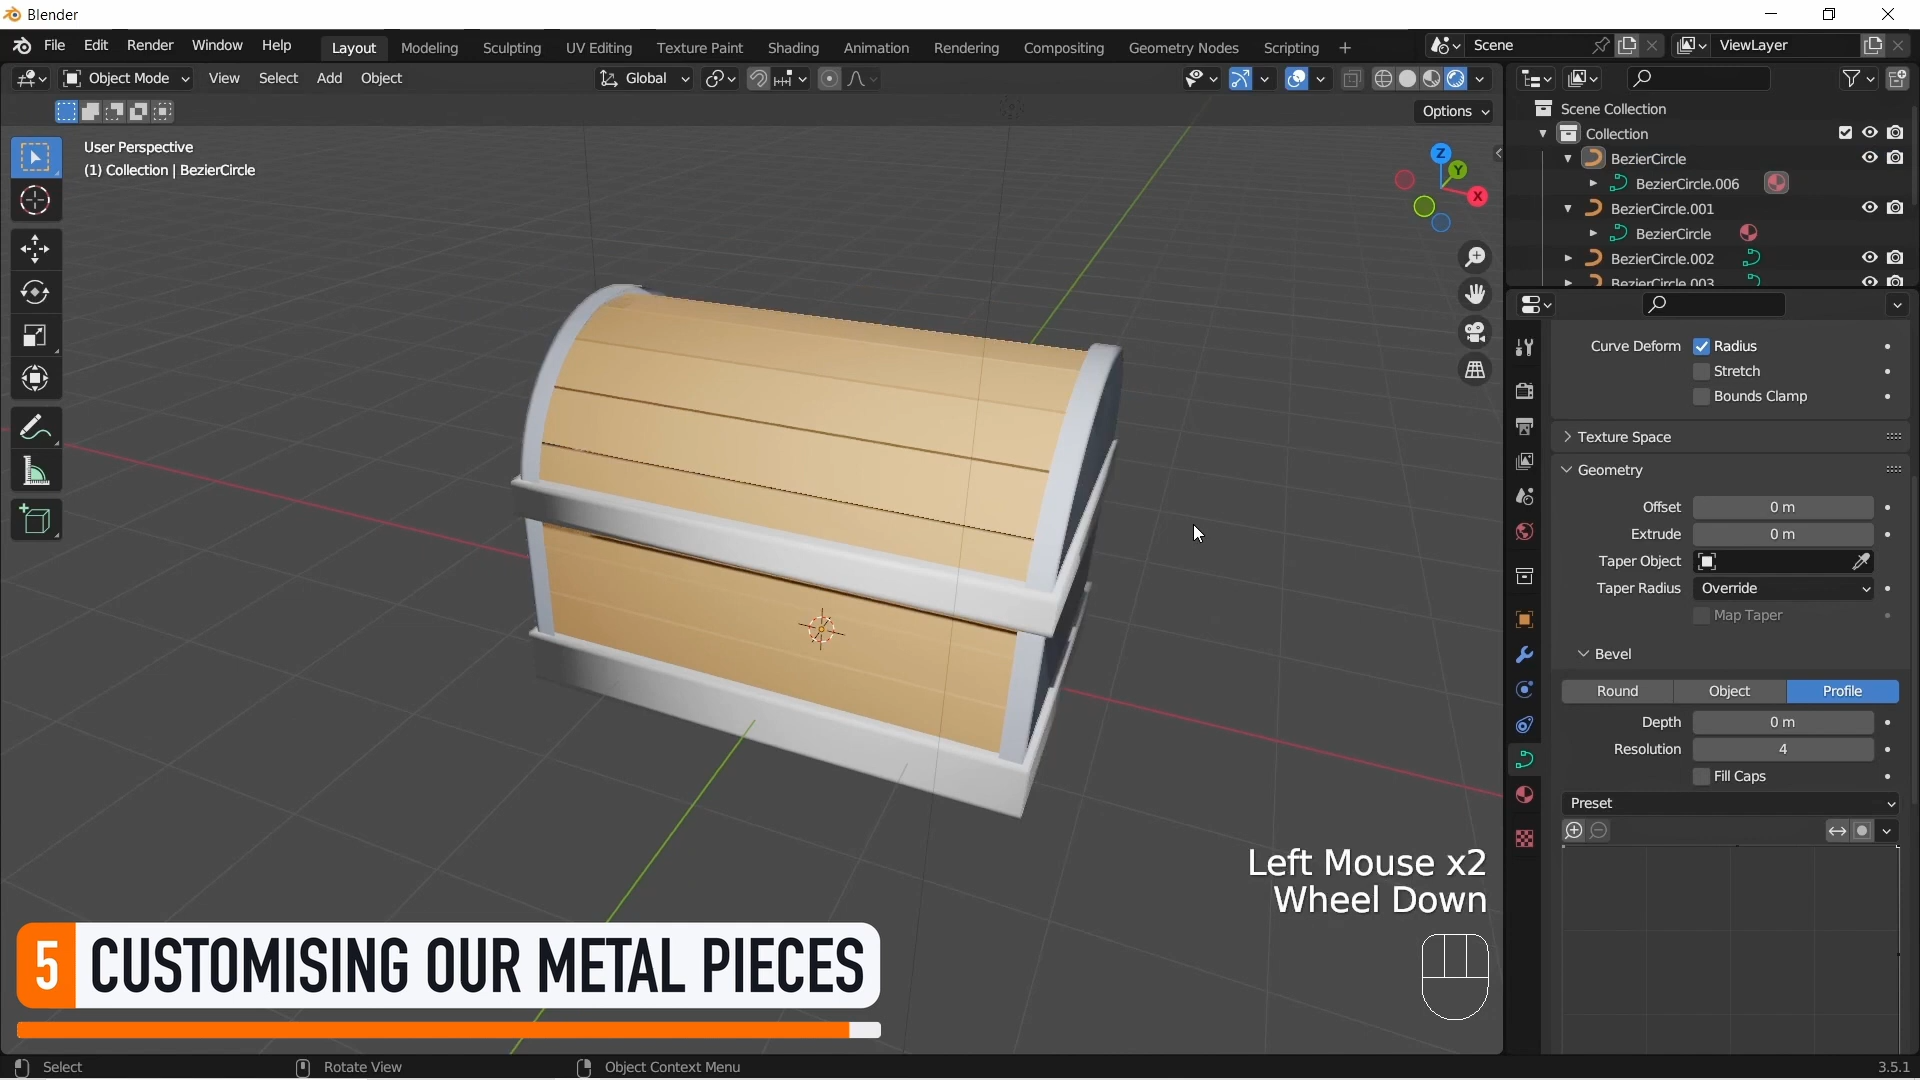 Blender
File Edit Render Window Help Layout Modeling Sculpting UV Editing Texture Paint Shading Animation Rendering Compositing Geometry Nodes Scripting + Scene ViewLayer
Object Mode View Select Add Object Global
Options
User Perspective
(1) Collection | BezierCircle
Z
Y
X
Scene Collection
Collection
BezierCircle
BezierCircle.006
BezierCircle.001
BezierCircle
BezierCircle.002
BezierCircle.003
Curve Deform Radius
Stretch
Bounds Clamp
Texture Space
Geometry
Offset 0 m
Extrude 0 m
Taper Object
Taper Radius Override
Map Taper
Bevel
Round Object Profile
Depth 0 m
Resolution 4
Fill Caps
Preset
Left Mouse x2
Wheel Down
5 CUSTOMISING OUR METAL PIECES
Select Rotate View Object Context Menu 3.5.1